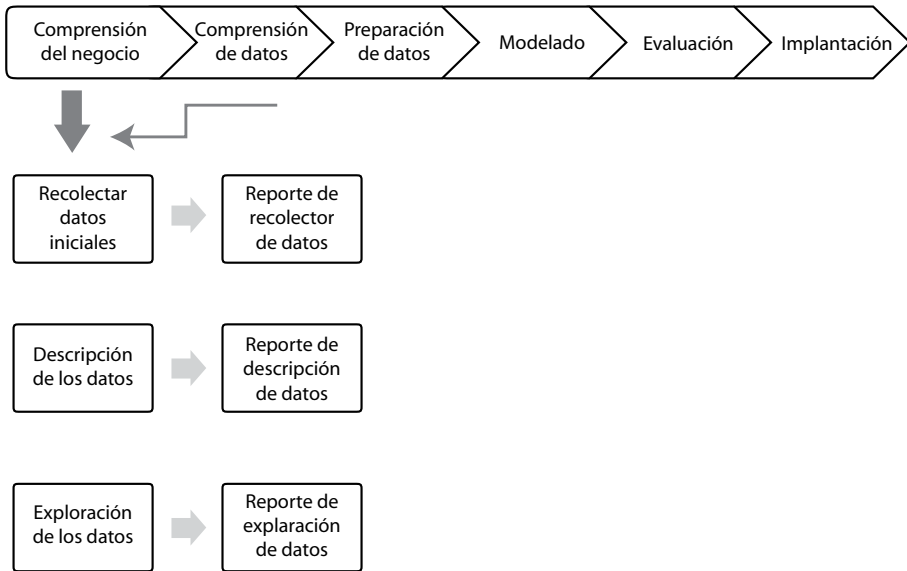 Comprensión
del negocio
Comprensión
de datos
Preparación
de datos
Modelado
Evaluación
Implantación
Recolectar
datos
iniciales
Reporte de
recolector
de datos
Descripción
de los datos
Reporte de
descripción
de datos
Exploración
de los datos
Reporte de
explaración
de datos